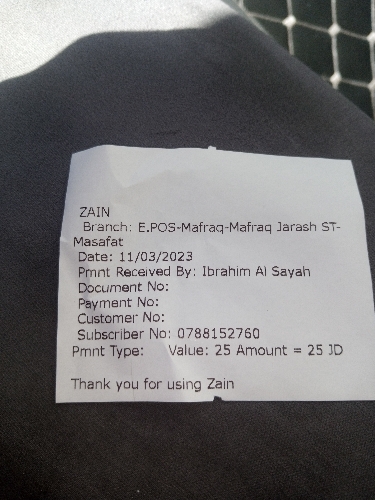 ZAIN
Branch: E.POS-Mafraq-Mafraq Jarash ST-
Masafat
Date: 11/03/2023
Pmnt Received By: Ibrahim Al Sayah
Document No:
Payment No:
Customer No:
Subscriber No: 0788152760
Pmnt Type: Value: 25 Amount = 25 JD
Thank you for using Zain